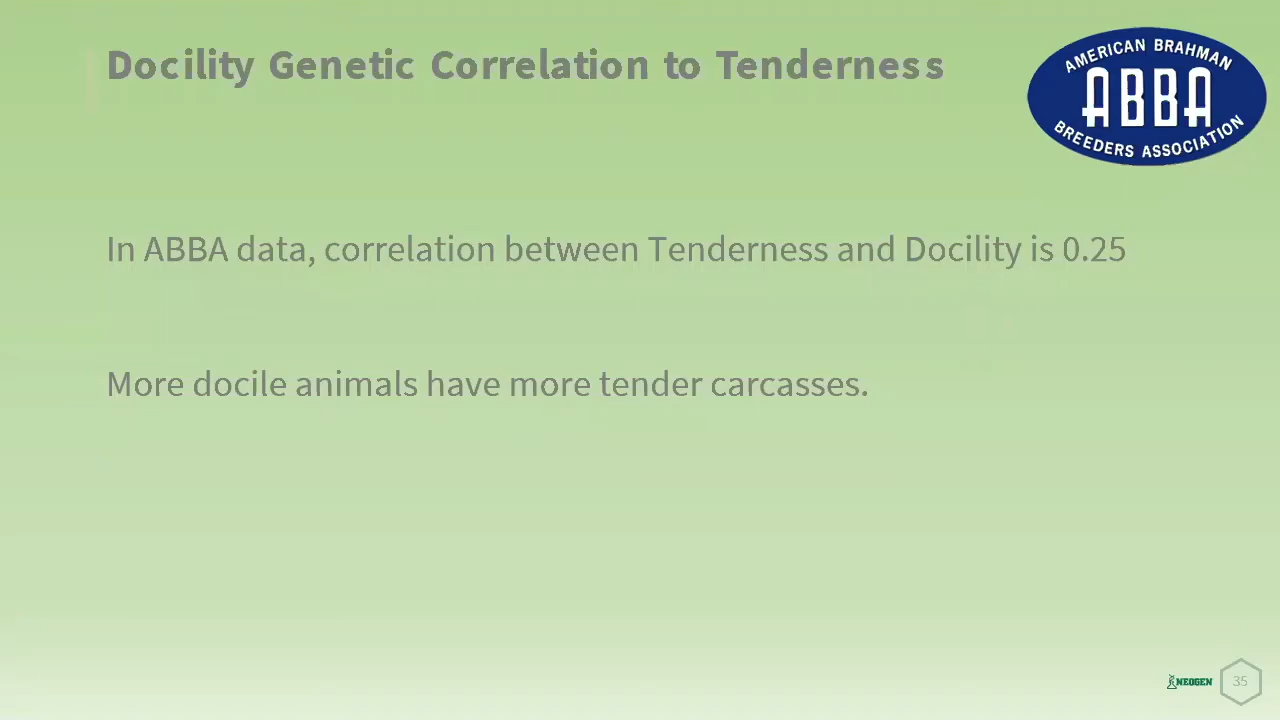 Docility Genetic Correlation to Tenderness
AMERICAN BRAHMAN
ABBA
BREEDERS ASSOCIATION
In ABBA data, correlation between Tenderness and Docility is 0.25
More docile animals have more tender carcasses.
NEOGEN
35